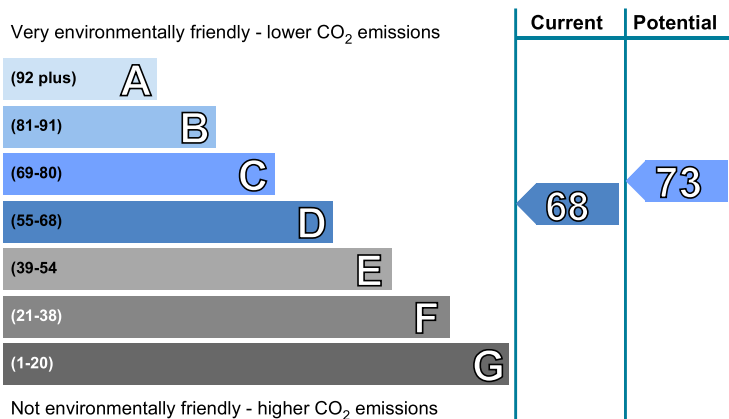 Very environmentally friendly - lower CO2 emissions
Current
Potential
(92 plus) A
(81-91) B
(69-80) C
(55-68) D
(39-54 E
(21-38) F
(1-20) G
68
73
Not environmentally friendly - higher CO2 emissions